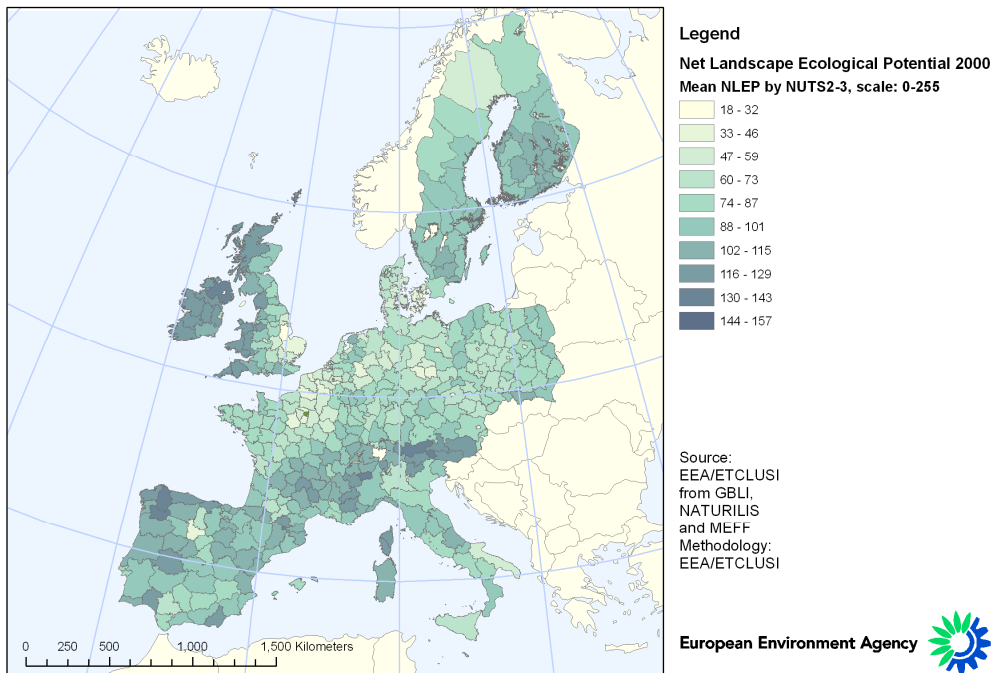 Legend
Net Landscape Ecological Potential 2000
Mean NLEP by NUTS2-3, scale: 0-255
18 - 32
33 - 46
47 - 59
60 - 73
74 - 87
88 - 101
102 - 115
116 - 129
130 - 143
144 - 157
Source:
EEA/ETCLUSI
from GBLI,
NATURILIS
and MEFF
Methodology:
EEA/ETCLUSI
0 250 500 1,000 1,500 Kilometers
European Environment Agency